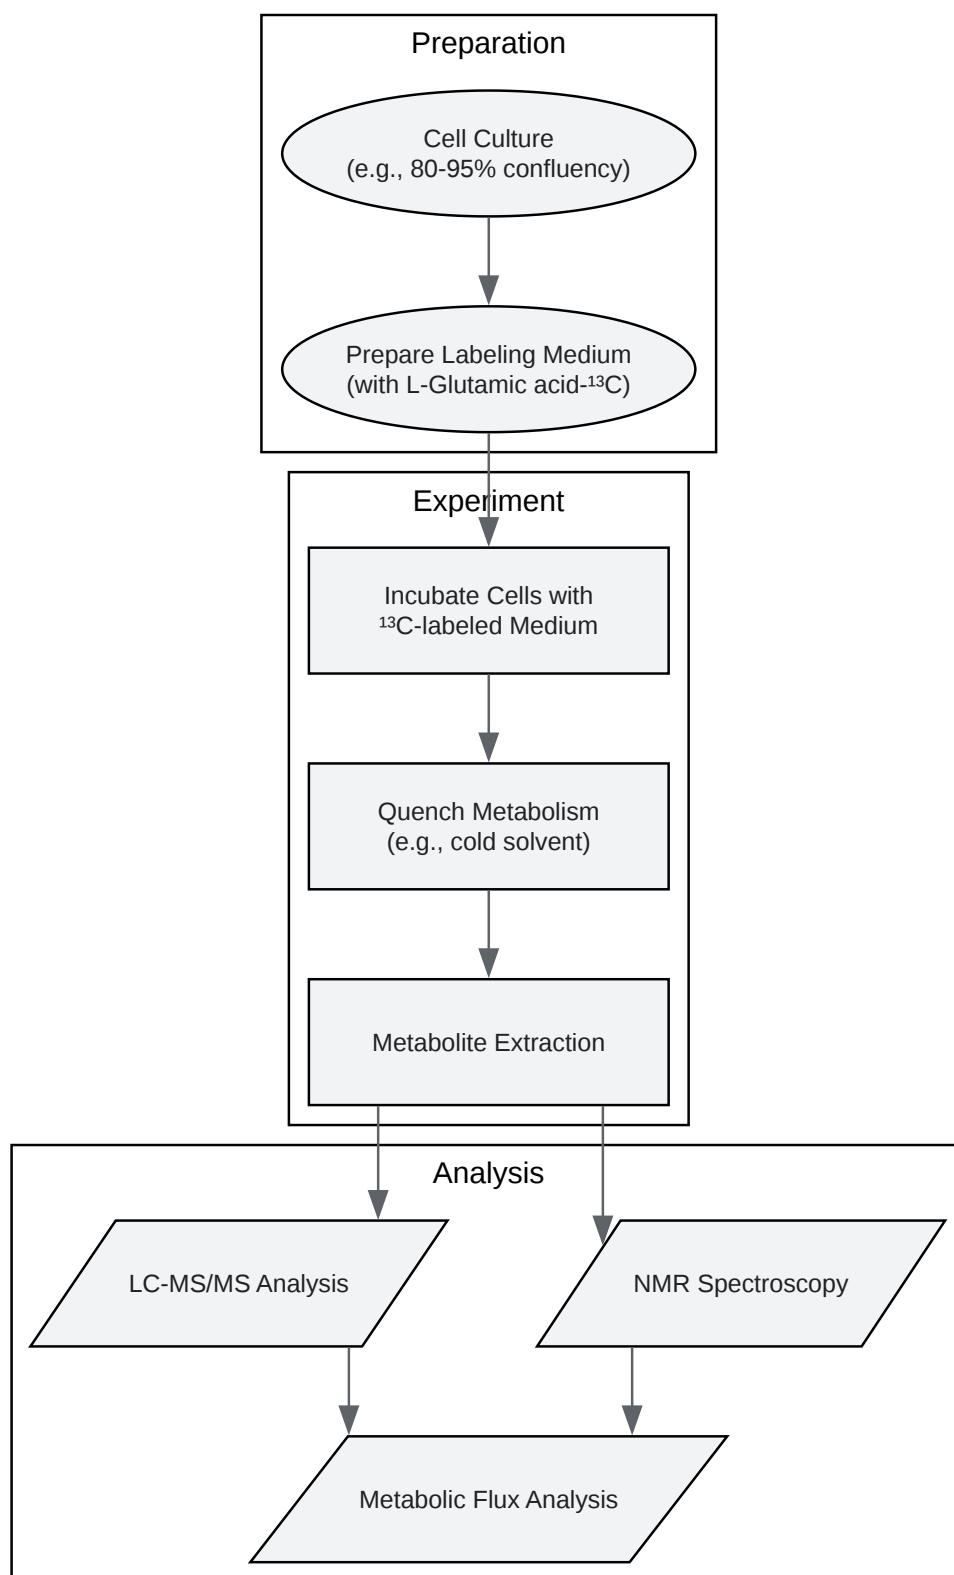 Preparation
Cell Culture
(e.g., 80-95% confluency)
Prepare Labeling Medium
(with L-Glutamic acid-¹³C)
Experiment
Incubate Cells with
¹³C-labeled Medium
Quench Metabolism
(e.g., cold solvent)
Metabolite Extraction
Analysis
LC-MS/MS Analysis
NMR Spectroscopy
Metabolic Flux Analysis